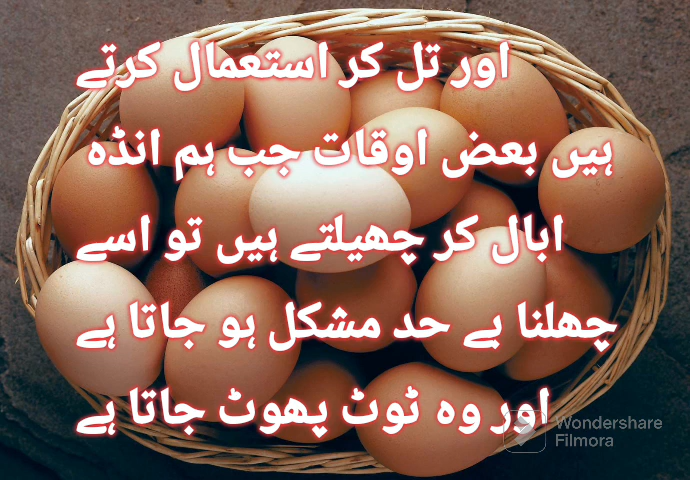 اور تل کر استعمال کرتے
ہیں بعض اوقات جب ہم انڈہ
ابال کر چھیلتے ہیں تو اسے
چھلنا بے حد مشکل ہو جاتا ہے
اور وہ ٹوٹ پھوٹ جاتا ہے
Wondershare
Filmora